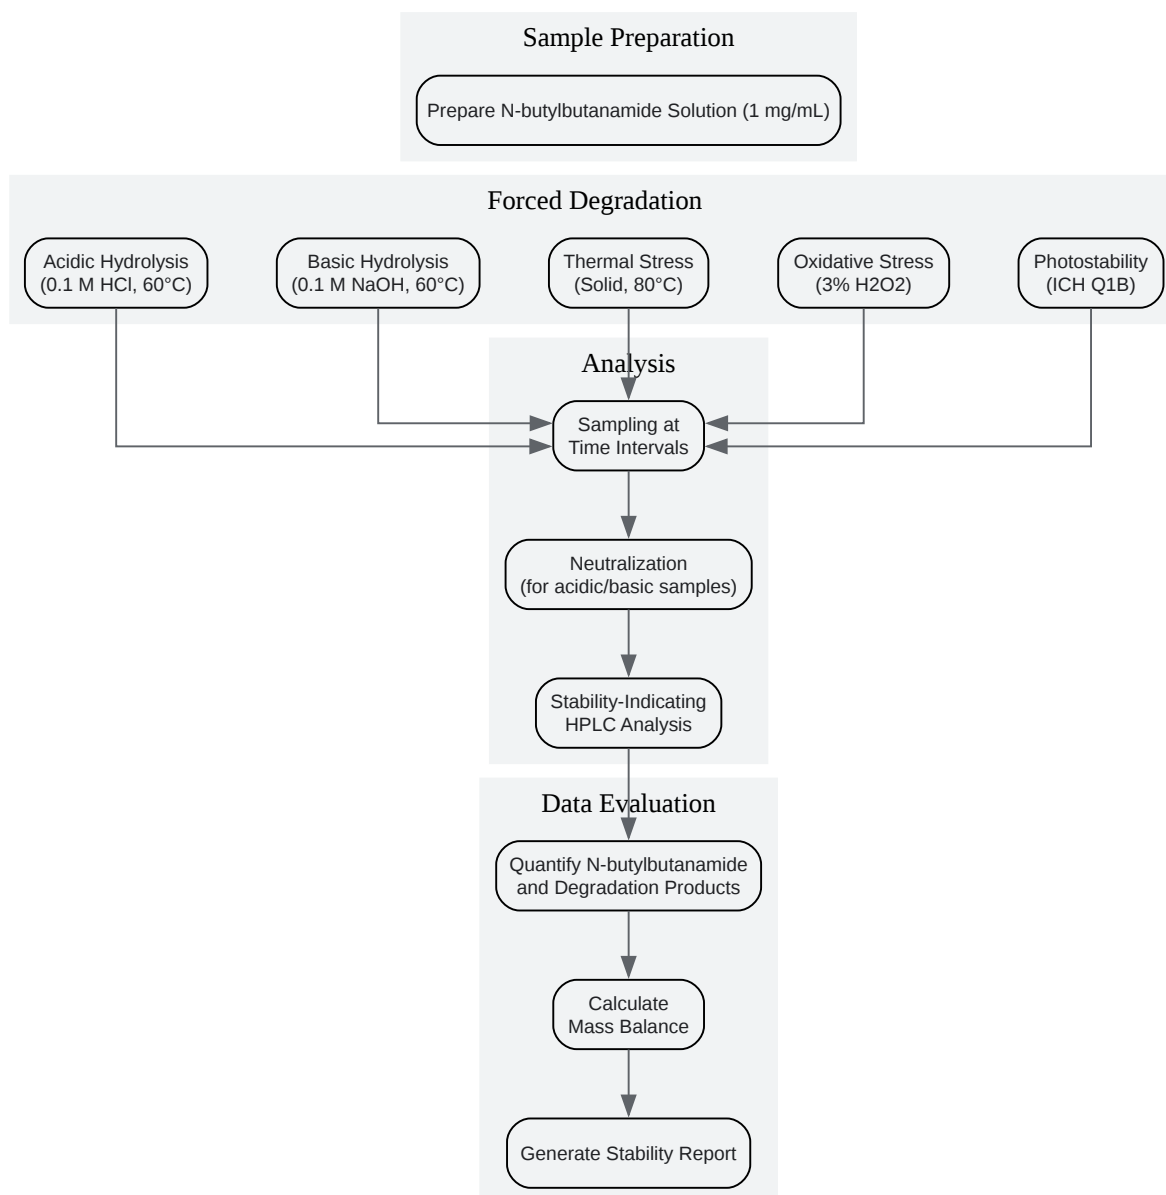 Sample Preparation
Prepare N-butylbutanamide Solution (1 mg/mL)
Forced Degradation
Acidic Hydrolysis
(0.1 M HCl, 60°C)
Basic Hydrolysis
(0.1 M NaOH, 60°C)
Thermal Stress
(Solid, 80°C)
Oxidative Stress
(3% H2O2)
Photostability
(ICH Q1B)
Analysis
Sampling at
Time Intervals
Neutralization
(for acidic/basic samples)
Stability-Indicating
HPLC Analysis
Data Evaluation
Quantify N-butylbutanamide
and Degradation Products
Calculate
Mass Balance
Generate Stability Report